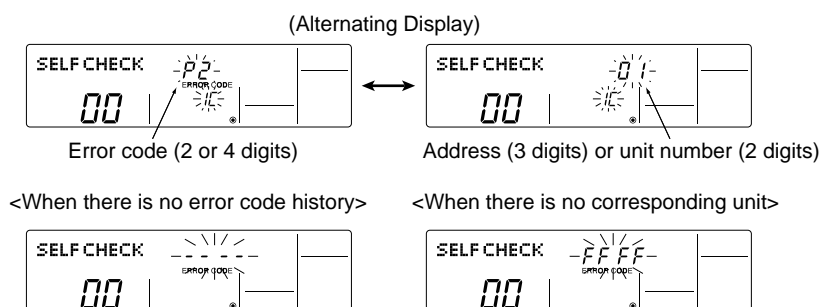 (Alternating Display)
SELF CHECK P2 ERROR CODE 1C 00
SELF CHECK 01 1C 00
Error code (2 or 4 digits)
Address (3 digits) or unit number (2 digits)
<When there is no error code history>
<When there is no corresponding unit>
SELF CHECK -- -- ERROR CODE 00
SELF CHECK FFFF ERROR CODE 00